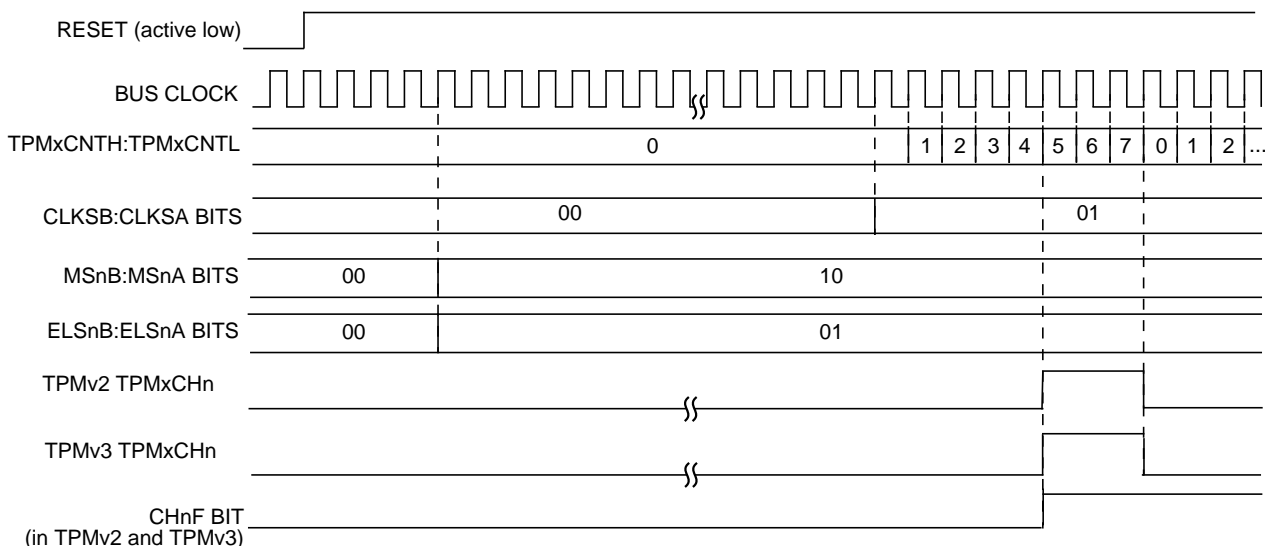 RESET (active low)
BUS CLOCK
TPMxCNTH:TPMxCNTL 0 1 2 3 4 5 6 7 0 1 2 ...
CLKSB:CLKSA BITS 00 01
MSnB:MSnA BITS 00 10
ELSnB:ELSnA BITS 00 01
TPMv2 TPMxCHn
TPMv3 TPMxCHn
CHnF BIT
(in TPMv2 and TPMv3)